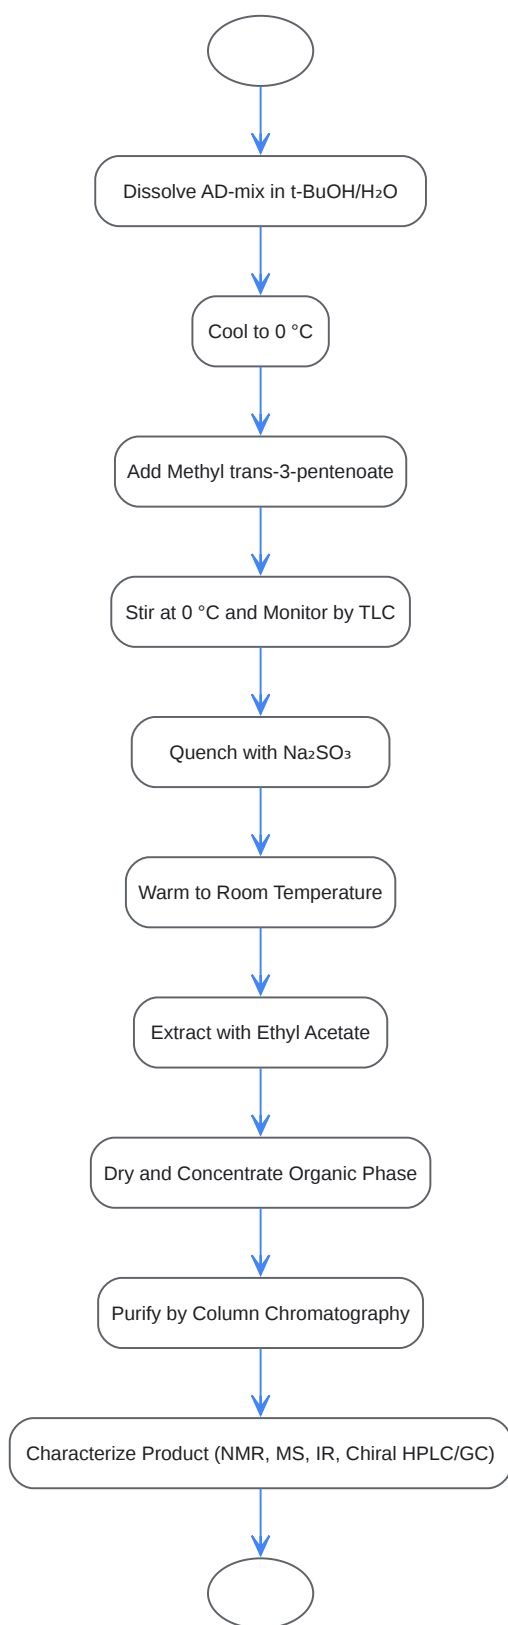 Dissolve AD-mix in t-BuOH/H₂O
Cool to 0 °C
Add Methyl trans-3-pentenoate
Stir at 0 °C and Monitor by TLC
Quench with Na₂SO₃
Warm to Room Temperature
Extract with Ethyl Acetate
Dry and Concentrate Organic Phase
Purify by Column Chromatography
Characterize Product (NMR, MS, IR, Chiral HPLC/GC)